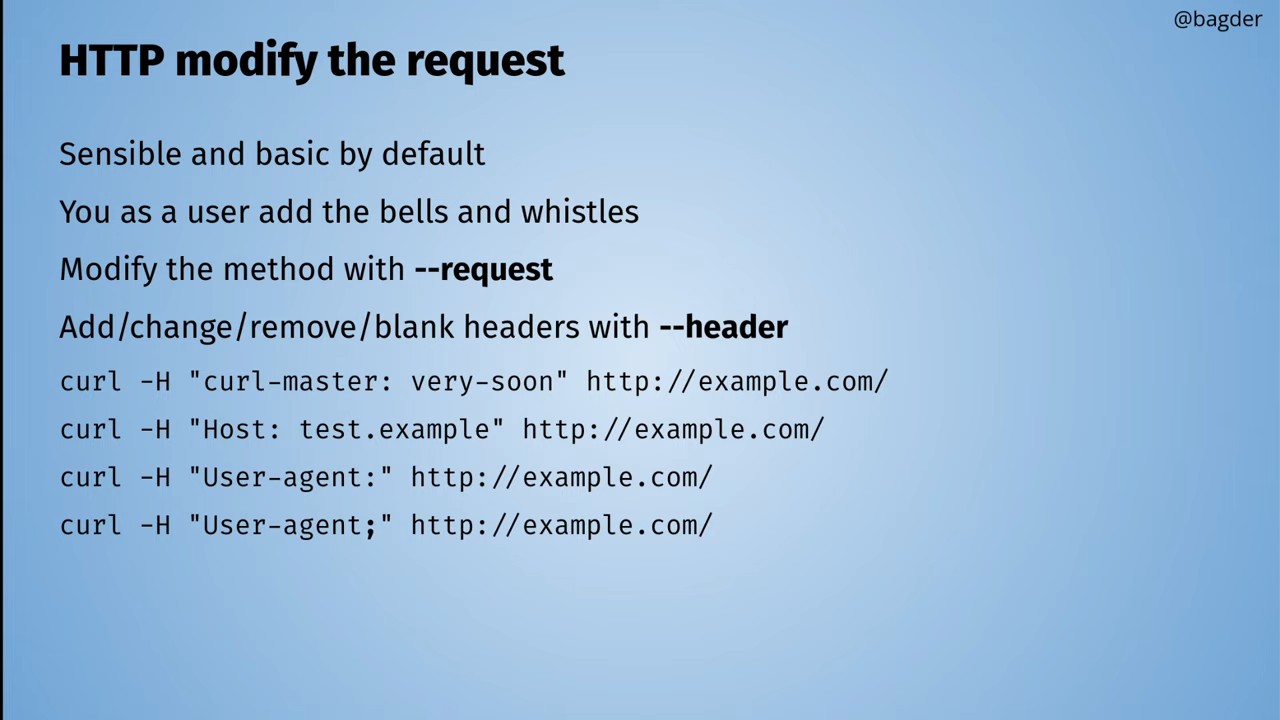 @bagder
HTTP modify the request
Sensible and basic by default
You as a user add the bells and whistles
Modify the method with --request
Add/change/remove/blank headers with --header
curl -H "curl-master: very-soon" http://example.com/
curl -H "Host: test.example" http://example.com/
curl -H "User-agent:" http://example.com/
curl -H "User-agent;" http://example.com/